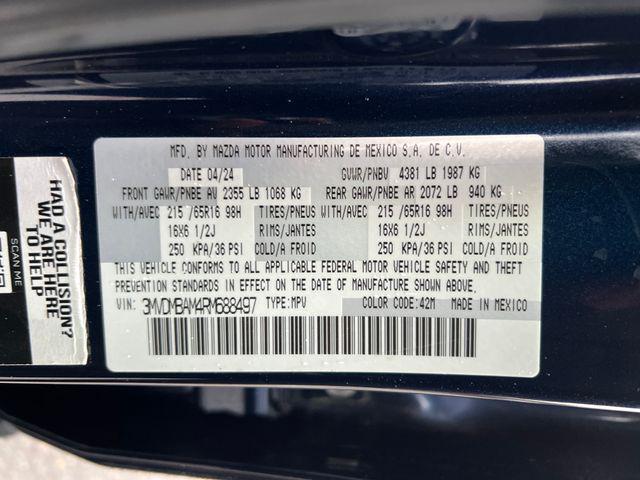 MFD. BY MAZDA MOTOR MANUFACTURING DE MEXICO S.A. DE C.V.
DATE 04/24 GVWR/PNBV 4381 LB 1987 KG
FRONT GAWR/PNBE AV 2355 LB 1068 KG REAR GAWR/PNBE AR 2072 LB 940 KG
WITH/AVEC 215 /65R16 98H TIRES/PNEUS WITH/AVEC 215 /65R16 98H TIRES/PNEUS
16X6 1/2J RIMS/JANTES 16X6 1/2J RIMS/JANTES
250 KPA/36 PSI COLD/A FROID 250 KPA/36 PSI COLD/A FROID
THIS VEHICLE CONFORMS TO ALL APPLICABLE FEDERAL MOTOR VEHICLE SAFETY AND THEFT
PREVENTION STANDARDS IN EFFECT ON THE DATE OF MANUFACTURE SHOWN ABOVE.
VIN: 3MVDMBAM4RM688497 TYPE:MPV COLOR CODE:42M MADE IN MEXICO
HAD A COLLISION?
WE ARE HERE
TO HELP
SCAN ME